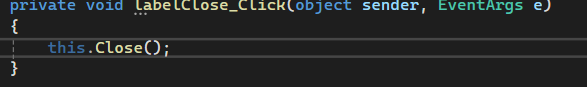 private void labelClose_Click(object sender, EventArgs e)
{
this.Close();
}